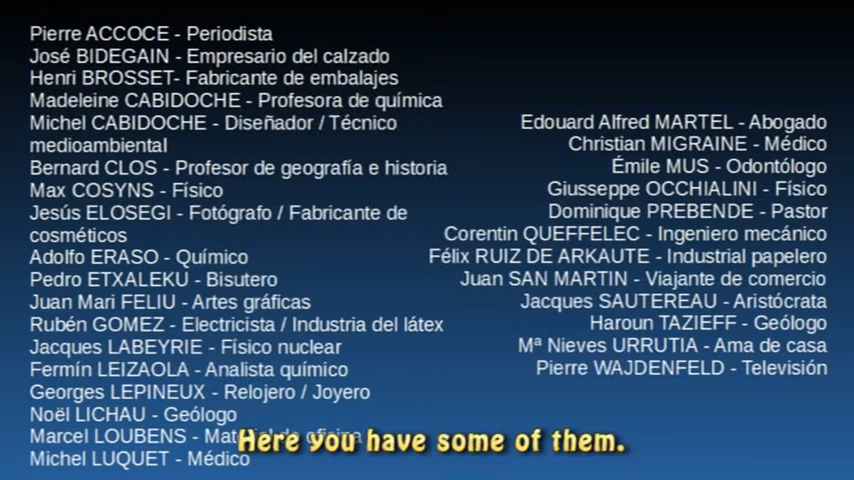 Pierre ACCOCE - Periodista
José BIDEGAIN - Empresario del calzado
Henri BROSSET- Fabricante de embalajes
Madeleine CABIDOCHE - Profesora de química
Michel CABIDOCHE - Diseñador / Técnico
medioambiental
Bernard CLOS - Profesor de geografía e historia
Max COSYNS - Físico
Jesús ELOSEGI - Fotógrafo / Fabricante de
cosméticos
Adolfo ERASO - Químico
Pedro ETXALEKU - Bisutero
Juan Mari FELIU - Artes gráficas
Rubén GOMEZ - Electricista / Industria del látex
Jacques LABEYRIE - Físico nuclear
Fermín LEIZAOLA - Analista químico
Georges LEPINEUX - Relojero / Joyero
Noël LICHAU - Geólogo
Marcel LOUBENS - Material de oficina
Michel LUQUET - Médico
Edouard Alfred MARTEL - Abogado
Christian MIGRAINE - Médico
Émile MUS - Odontólogo
Giusseppe OCCHIALINI - Físico
Dominique PREBENDE - Pastor
Corentin QUEFFELEC - Ingeniero mecánico
Félix RUIZ DE ARKAUTE - Industrial papelero
Juan SAN MARTIN - Viajante de comercio
Jacques SAUTEREAU - Aristócrata
Haroun TAZIEFF - Geólogo
Mª Nieves URRUTIA - Ama de casa
Pierre WAJDENFELD - Televisión
Here you have some of them.